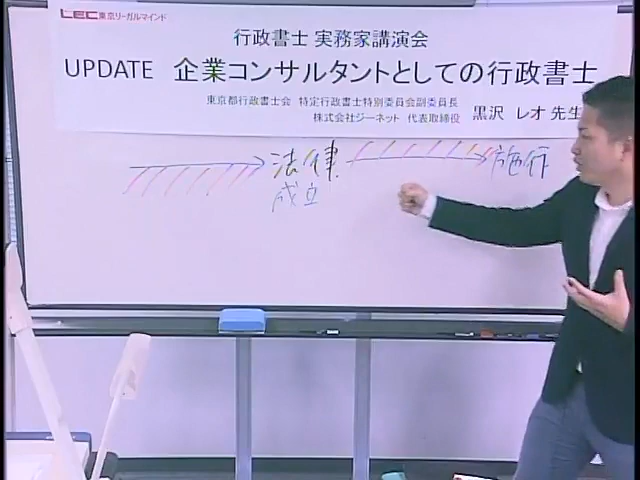 LEC東京リーガルマインド
行政書士 実務家講演会
UPDATE 企業コンサルタントとしての行政書士
東京都行政書士会 特定行政書士特別委員会副委員長
株式会社ジーネット 代表取締役 黒沢 レオ 先生
法律 施行
成立